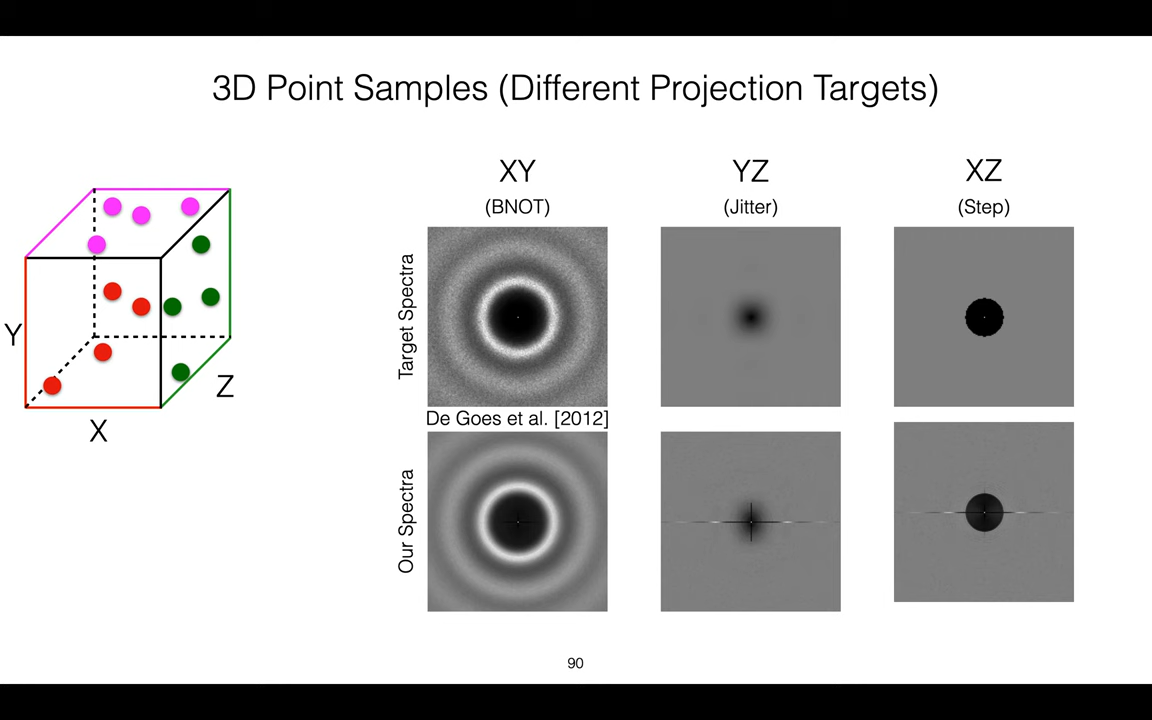 3D Point Samples (Different Projection Targets)
XY
YZ
XZ
(BNOT)
(Jitter)
(Step)
Target Spectra
Y
Z
X
De Goes et al. [2012]
Our Spectra
90